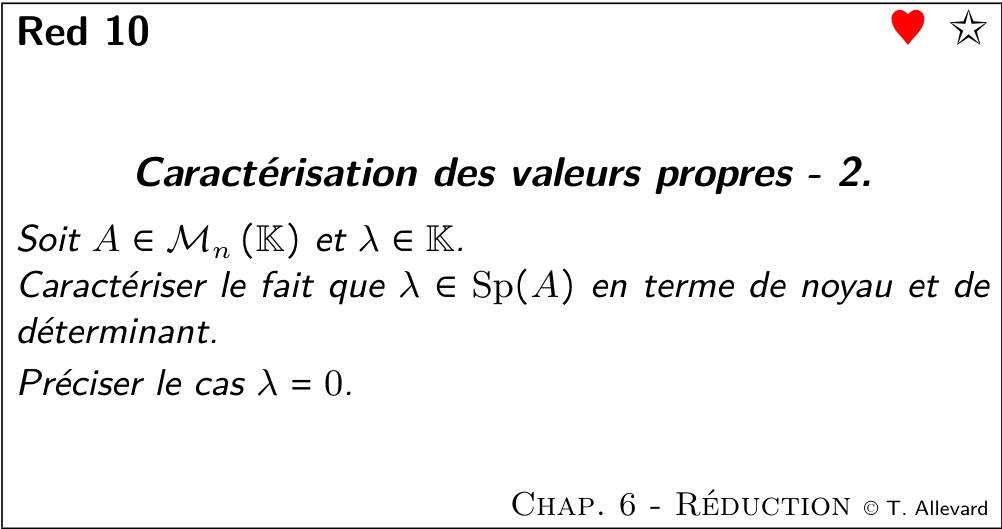 Red 10 ♥ ☆
Caractérisation des valeurs propres - 2.
Soit A ∈ ℳₙ (𝕂) et λ ∈ 𝕂.
Caractériser le fait que λ ∈ Sp(A) en terme de noyau et de
déterminant.
Préciser le cas λ = 0.
Chap. 6 - Réduction © T. Allevard